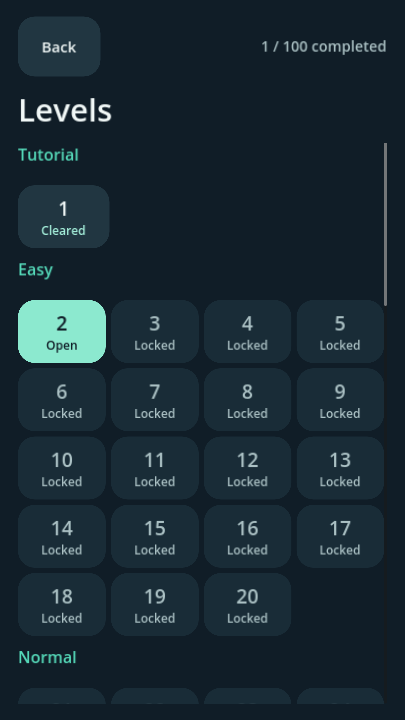 Back
1 / 100 completed
Levels
Tutorial
1
Cleared
Easy
2 3 4 5
Open Locked Locked Locked
6 7 8 9
Locked Locked Locked Locked
10 11 12 13
Locked Locked Locked Locked
14 15 16 17
Locked Locked Locked Locked
18 19 20
Locked Locked Locked
Normal